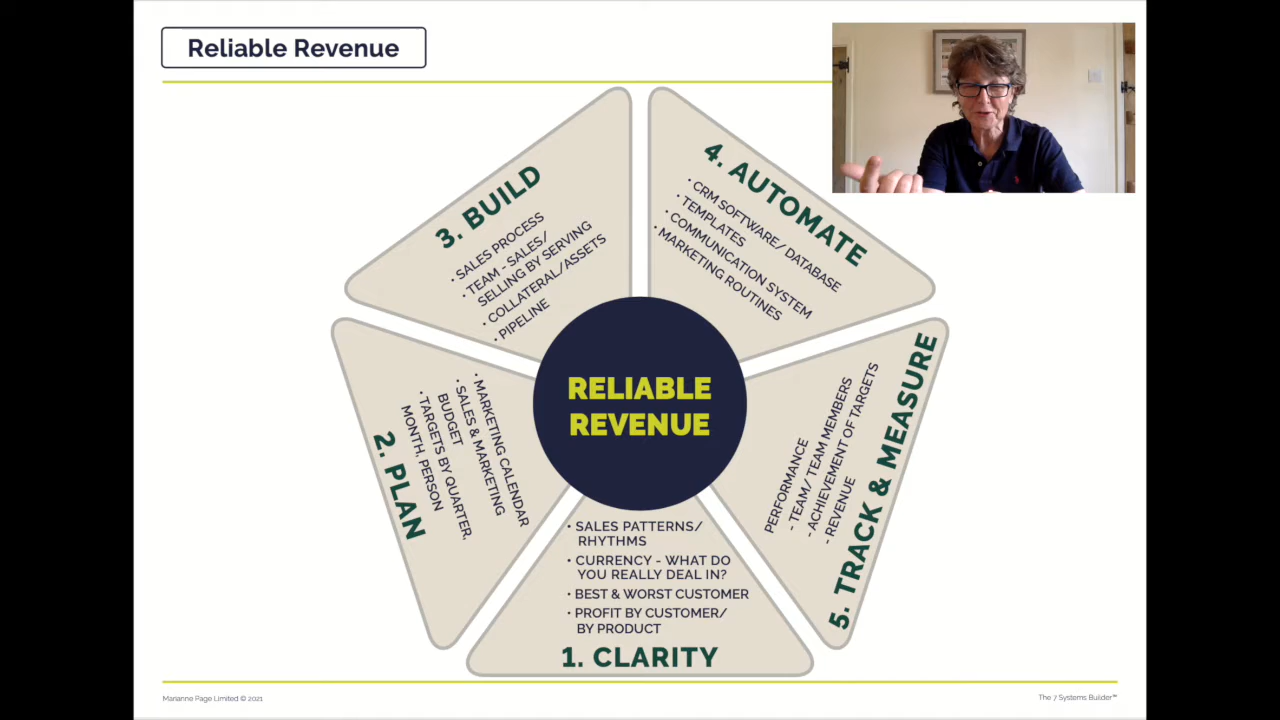 Reliable Revenue
3. BUILD
• SALES PROCESS
• TEAM - SALES/
SELLING BY SERVING
• COLLATERAL/ASSETS
• PIPELINE
4. AUTOMATE
• CRM SOFTWARE/ DATABASE
• TEMPLATES
• COMMUNICATION SYSTEM
• MARKETING ROUTINES
RELIABLE
REVENUE
2. PLAN
• MARKETING CALENDAR
• SALES & MARKETING
BUDGET
• TARGETS BY QUARTER,
MONTH, PERSON
5. TRACK & MEASURE
PERFORMANCE
- TEAM/ TEAM MEMBERS
- ACHIEVEMENT OF TARGETS
- REVENUE
• SALES PATTERNS/
RHYTHMS
• CURRENCY - WHAT DO
YOU REALLY DEAL IN?
• BEST & WORST CUSTOMER
• PROFIT BY CUSTOMER/
BY PRODUCT
1. CLARITY
Marianne Page Limited © 2021
The 7 Systems Builder™